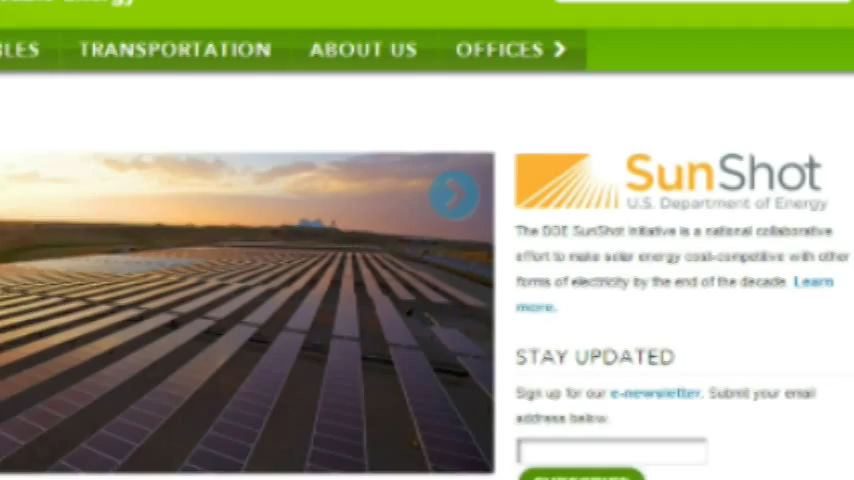 LES TRANSPORTATION ABOUT US OFFICES
SunShot
U.S. Department of Energy
The DOE SunShot Initiative is a national collaborative
effort to make solar energy cost-competitive with other
forms of electricity by the end of the decade. Learn
more.
STAY UPDATED
Sign up for our e-newsletter. Submit your email
address below.
SUBSCRIBE